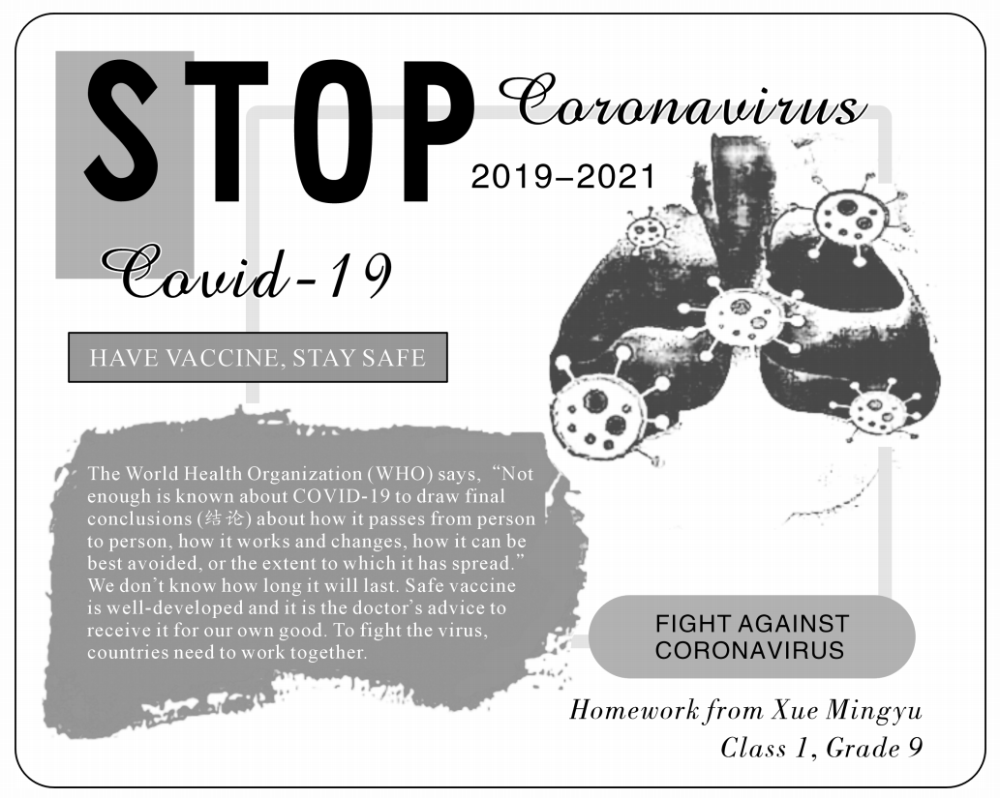 STOP Coronavirus
2019–2021
Covid-19
HAVE VACCINE, STAY SAFE
The World Health Organization (WHO) says, “Not
enough is known about COVID-19 to draw final
conclusions (结论) about how it passes from person
to person, how it works and changes, how it can be
best avoided, or the extent to which it has spread.”
We don’t know how long it will last. Safe vaccine
is well-developed and it is the doctor’s advice to
receive it for our own good. To fight the virus,
countries need to work together.
FIGHT AGAINST
CORONAVIRUS
Homework from Xue Mingyu
Class 1, Grade 9